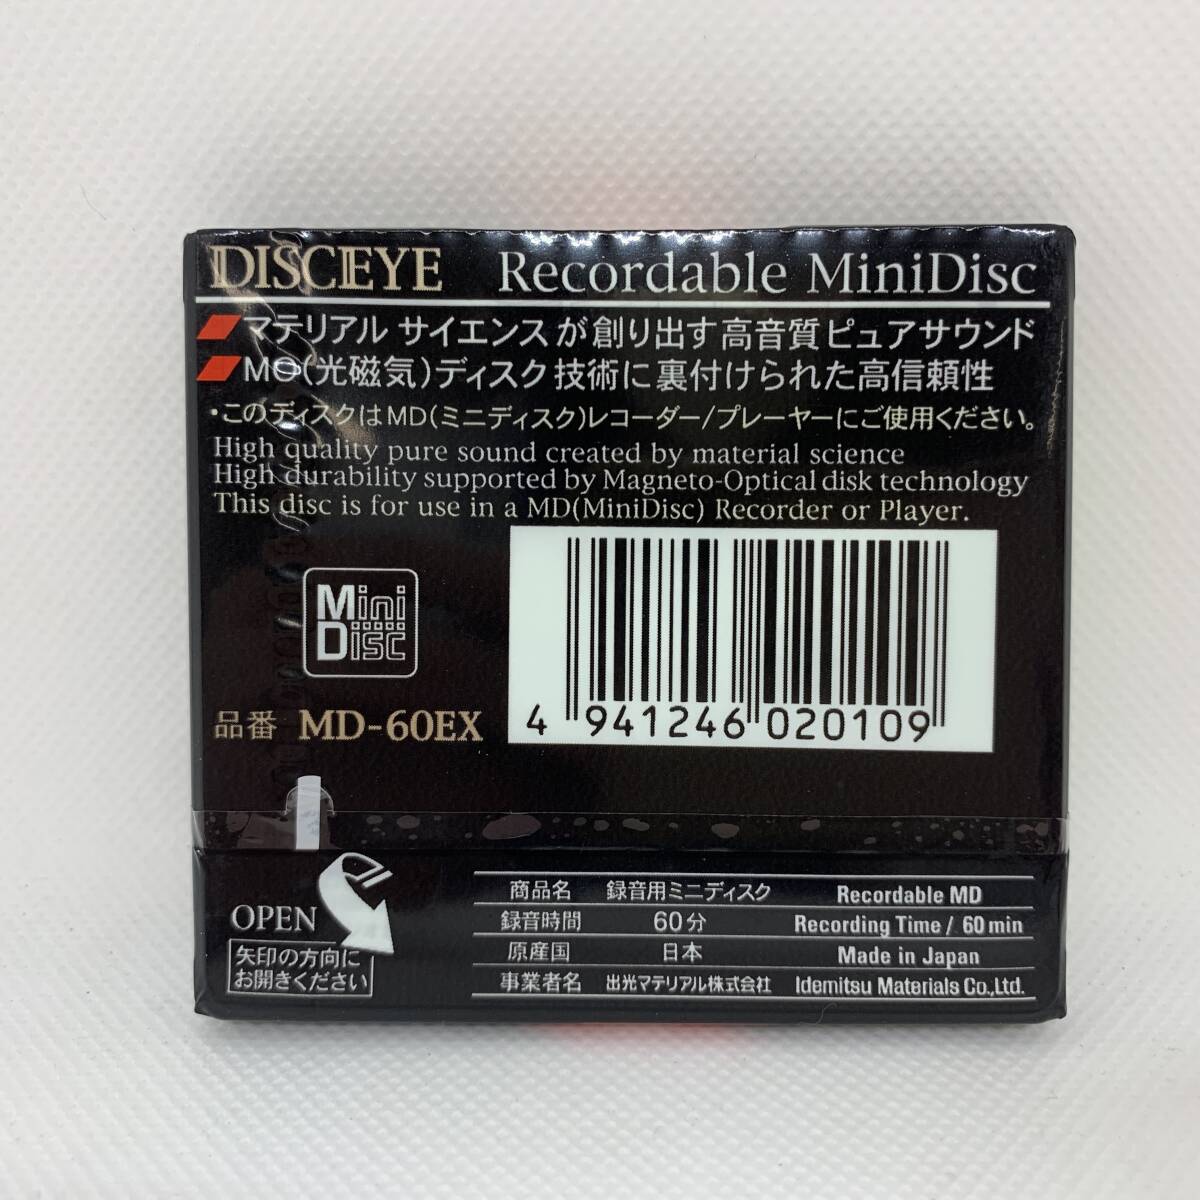 DISCEYE Recordable MiniDisc
マテリアル サイエンスが創り出す高音質ピュアサウンド
MO(光磁気)ディスク技術に裏付けられた高信頼性
・このディスクはMD(ミニディスク)レコーダー/プレーヤーにご使用ください。
High quality pure sound created by material science
High durability supported by Magneto-Optical disk technology
This disc is for use in a MD(MiniDisc) Recorder or Player.
Mini
Disc
品番 MD-60EX
4 941246 020109
OPEN
矢印の方向に
お開きください
商品名 録音用ミニディスク Recordable MD
録音時間 60分 Recording Time/ 60 min
原産国 日本 Made in Japan
事業者名 出光マテリアル株式会社 Idemitsu Materials Co.,Ltd.